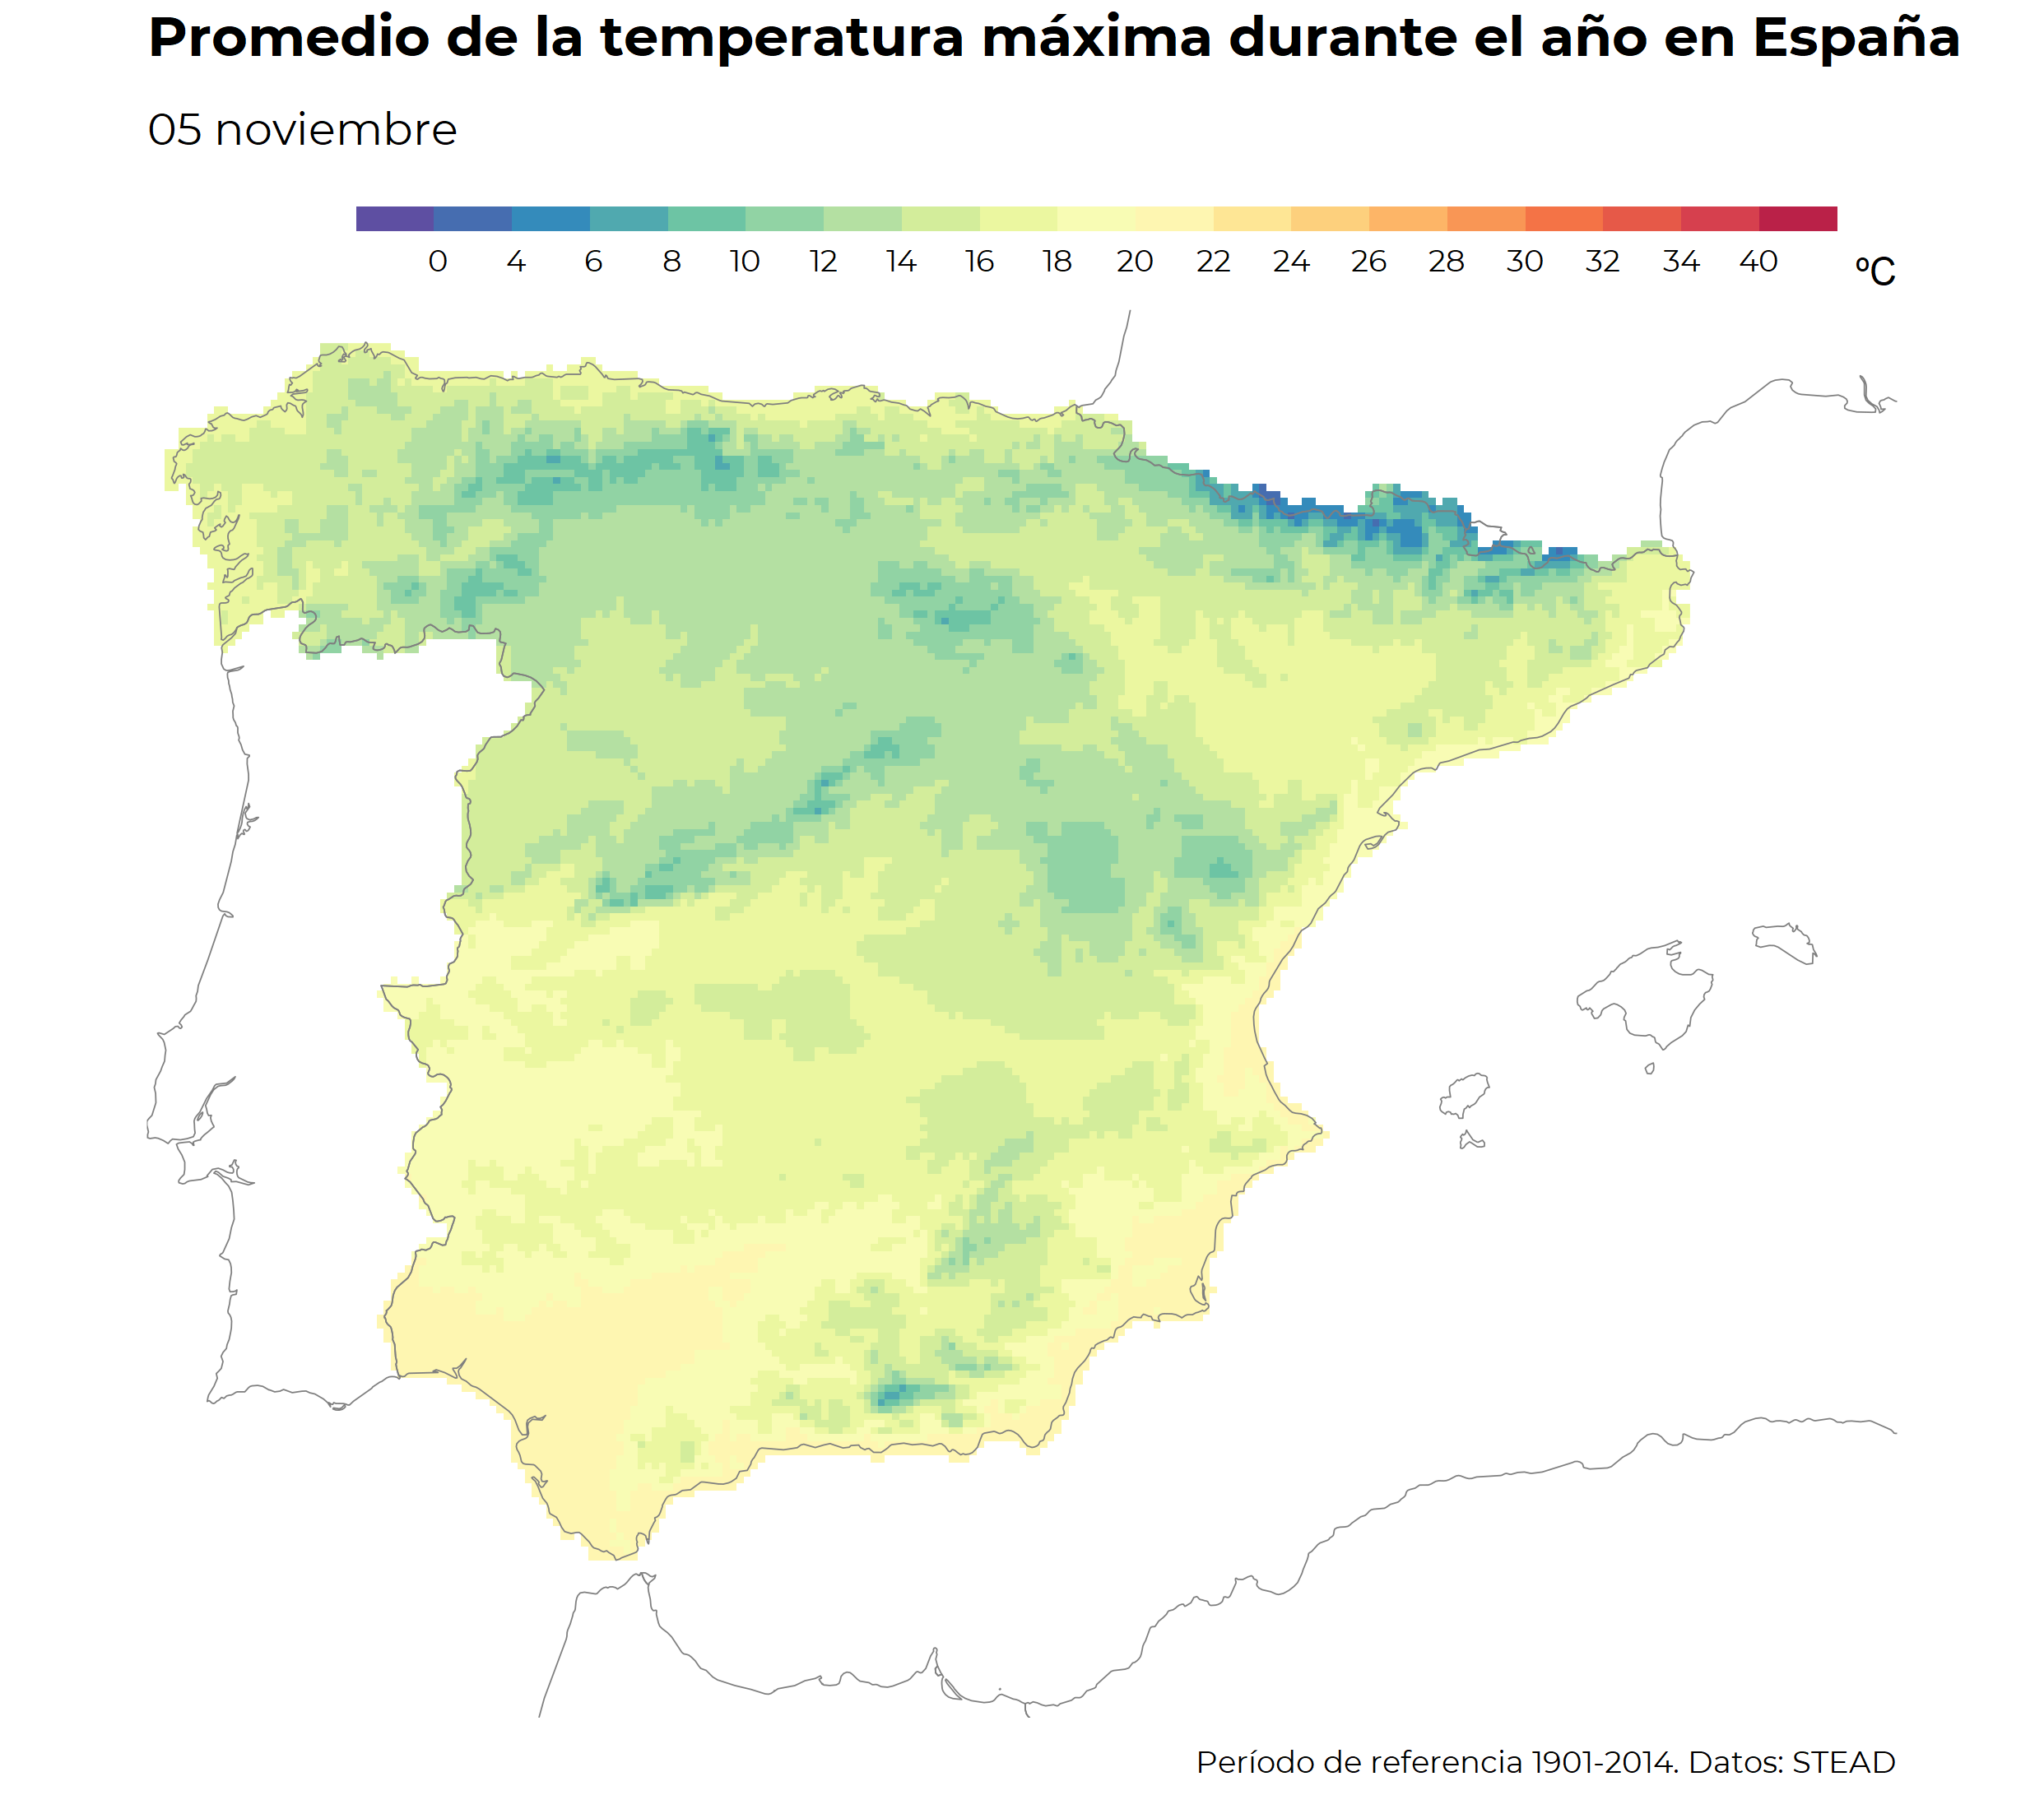 Promedio de la temperatura máxima durante el año en España
05 noviembre
0 4 6 8 10 12 14 16 18 20 22 24 26 28 30 32 34 40 ºC
Período de referencia 1901-2014. Datos: STEAD